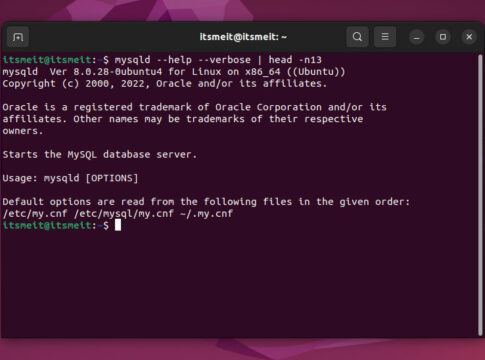 itsmeit@itsmeit: ~
itsmeit@itsmeit:~$ mysqld --help --verbose | head -n13
mysqld  Ver 8.0.28-0ubuntu4 for Linux on x86_64 ((Ubuntu))
Copyright (c) 2000, 2022, Oracle and/or its affiliates.

Oracle is a registered trademark of Oracle Corporation and/or its
affiliates. Other names may be trademarks of their respective
owners.

Starts the MySQL database server.

Usage: mysqld [OPTIONS]

Default options are read from the following files in the given order:
/etc/my.cnf /etc/mysql/my.cnf ~/.my.cnf
itsmeit@itsmeit:~$